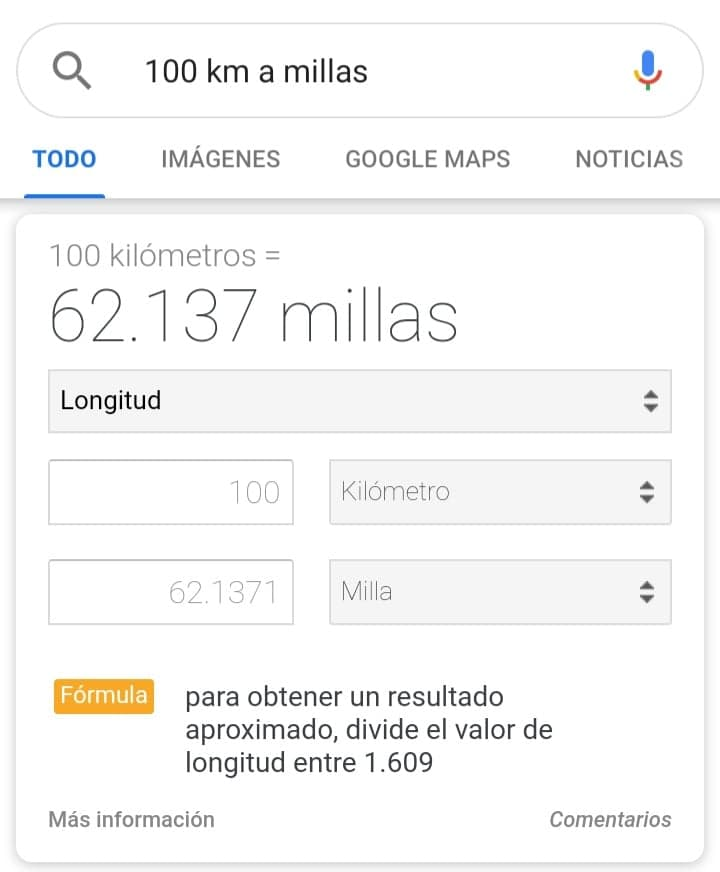 100 km a millas
TODO IMÁGENES GOOGLE MAPS NOTICIAS
100 kilómetros =
62.137 millas
Longitud
100 Kilómetro
62.1371 Milla
Fórmula para obtener un resultado
aproximado, divide el valor de
longitud entre 1.609
Más información Comentarios